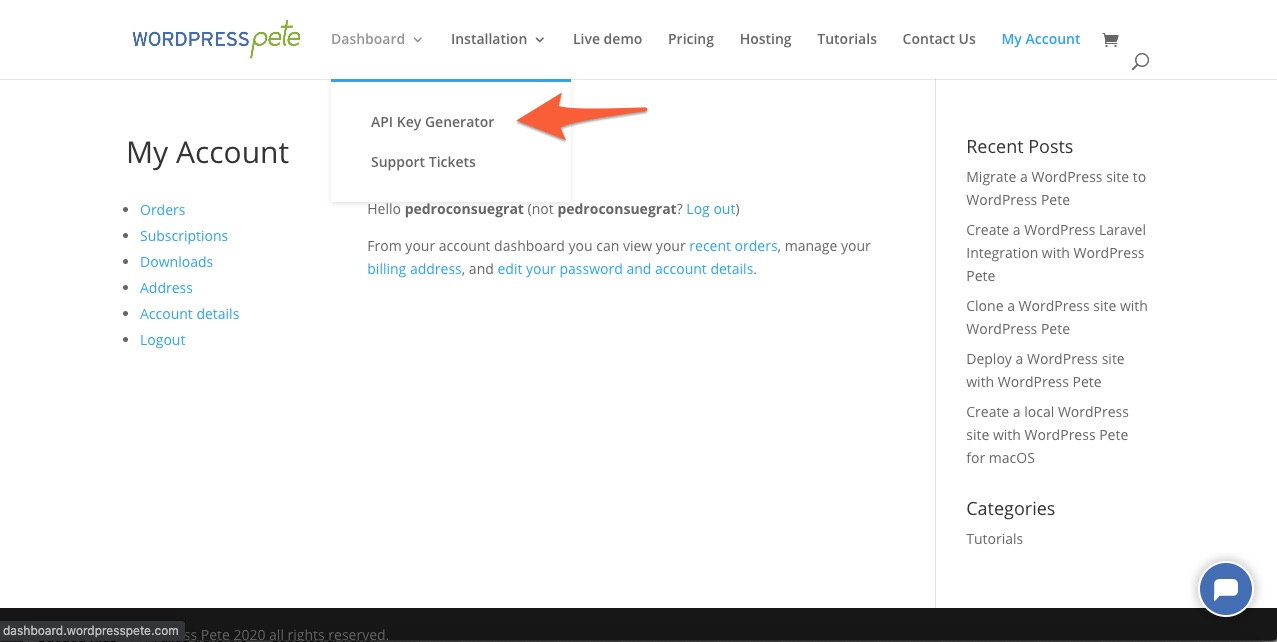 WORDPRESS pete
Dashboard
Installation
Live demo
Pricing
Hosting
Tutorials
Contact Us
My Account
API Key Generator
Support Tickets
My Account
Orders
Subscriptions
Downloads
Address
Account details
Logout
Hello pedroconsuegrat (not pedroconsuegrat? Log out)
From your account dashboard you can view your recent orders, manage your
billing address, and edit your password and account details.
Recent Posts
Migrate a WordPress site to
WordPress Pete
Create a WordPress Laravel
Integration with WordPress
Pete
Clone a WordPress site with
WordPress Pete
Deploy a WordPress site
with WordPress Pete
Create a local WordPress
site with WordPress Pete
for macOS
Categories
Tutorials
Pete 2020 all rights reserved.
dashboard.wordpresspete.com